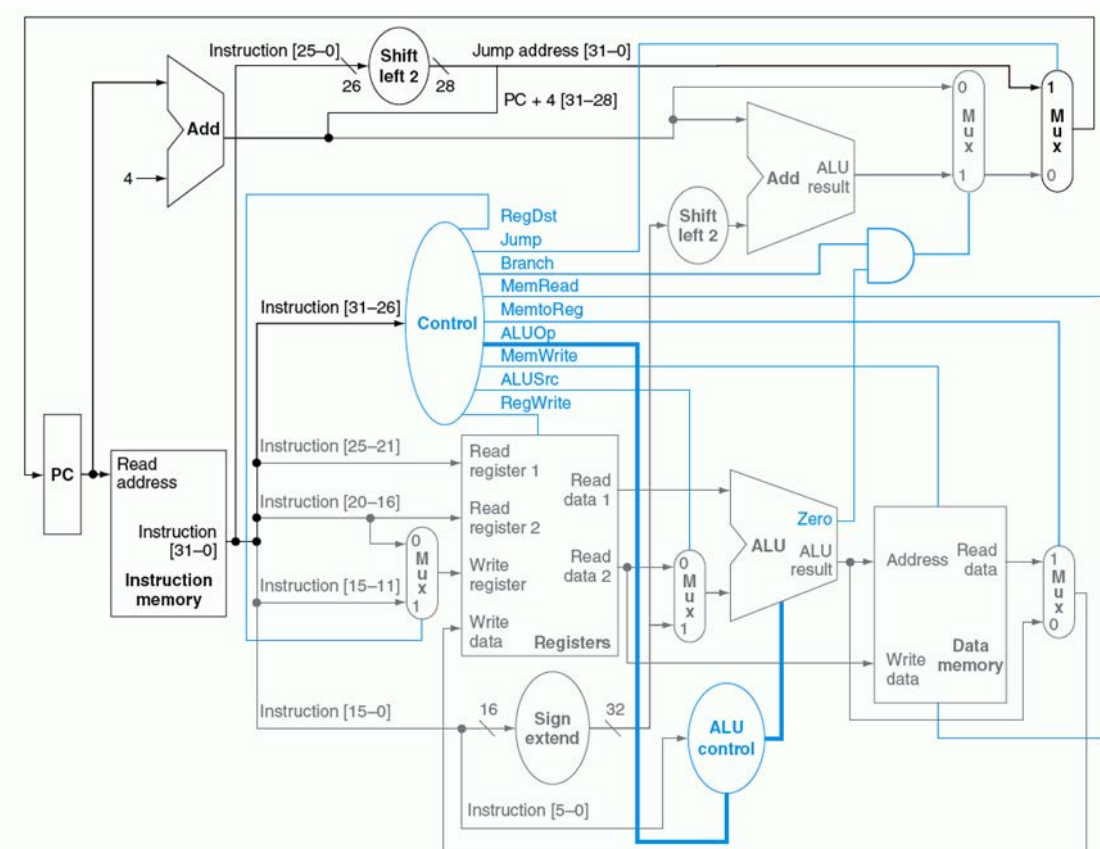 Instruction [25–0]
Shift
left 2
Jump address [31–0]
26
28
PC + 4 [31–28]
Add
4
0
M
u
x
1
1
M
u
x
0
Add
ALU
result
Shift
left 2
RegDst
Jump
Branch
MemRead
MemtoReg
ALUOp
MemWrite
ALUSrc
RegWrite
Control
Instruction [31–26]
PC
Read
address
Instruction
[31–0]
Instruction
memory
Instruction [25–21]
Instruction [20–16]
Instruction [15–11]
0
M
u
x
1
Read
register 1
Read
register 2
Write
register
Write
data
Read
data 1
Read
data 2
Registers
0
M
u
x
1
Zero
ALU
ALU
result
Address
Read
data
Write
data
Data
memory
1
M
u
x
0
Instruction [15–0]
16
Sign
extend
32
ALU
control
Instruction [5–0]